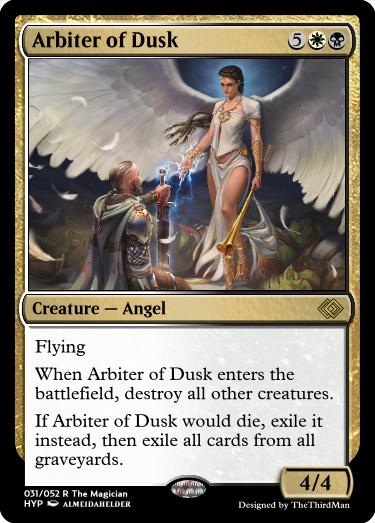 Arbiter of Dusk 5
Creature — Angel
Flying
When Arbiter of Dusk enters the
battlefield, destroy all other creatures.
If Arbiter of Dusk would die, exile it
instead, then exile all cards from all
graveyards.
4/4
031/052 R The Magician
HYP ALMEIDAHELDER
Designed by TheThirdMan